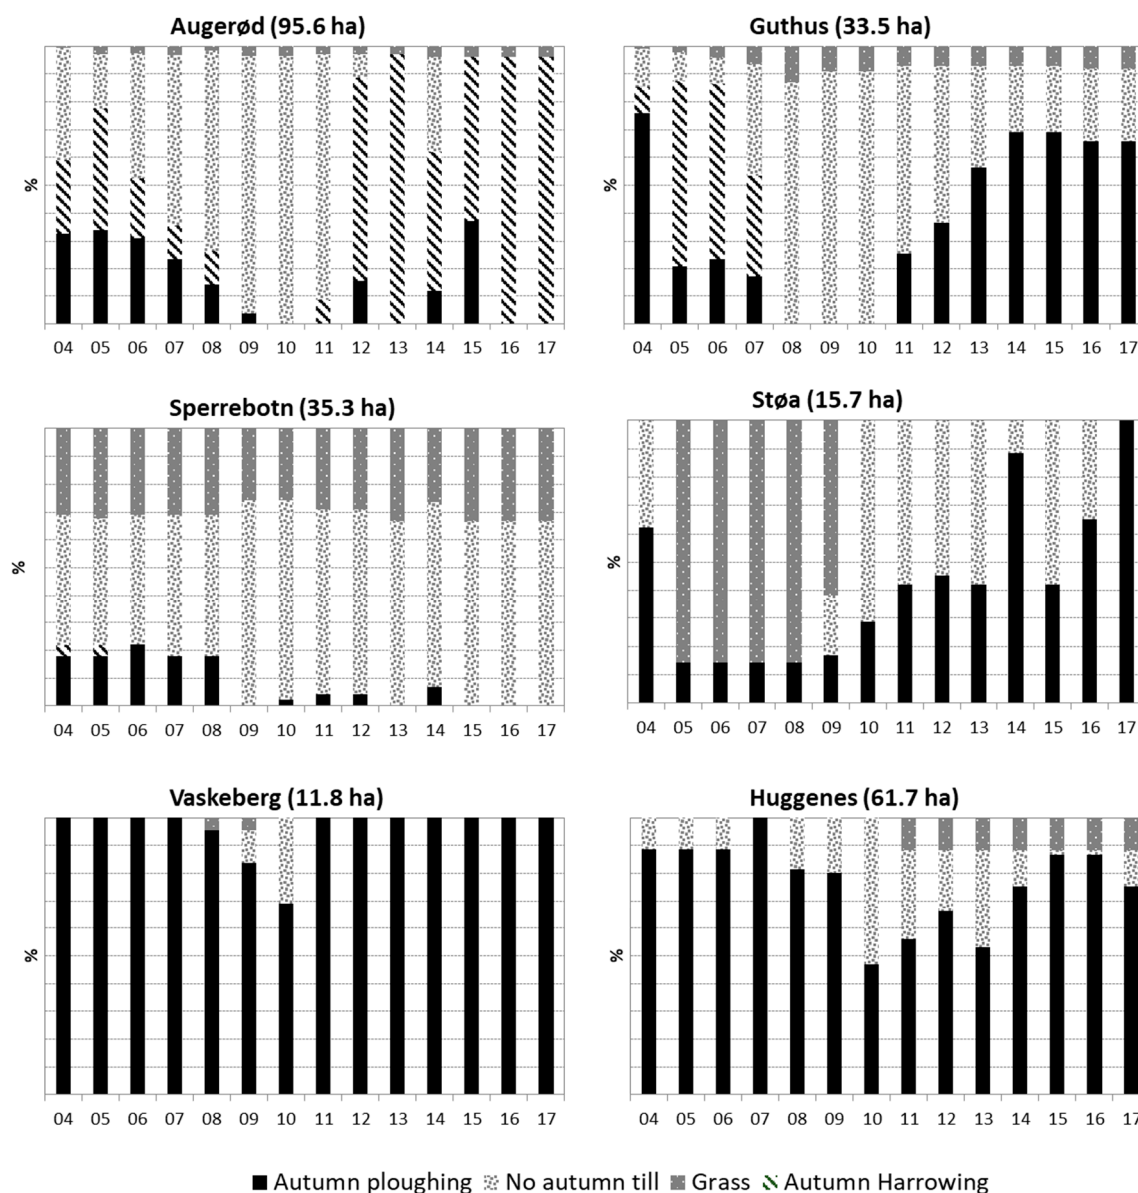 Augerød (95.6 ha)
%
04 05 06 07 08 09 10 11 12 13 14 15 16 17
Guthus (33.5 ha)
%
04 05 06 07 08 09 10 11 12 13 14 15 16 17
Sperrebotn (35.3 ha)
%
04 05 06 07 08 09 10 11 12 13 14 15 16 17
Støa (15.7 ha)
%
04 05 06 07 08 09 10 11 12 13 14 15 16 17
Vaskeberg (11.8 ha)
%
04 05 06 07 08 09 10 11 12 13 14 15 16 17
Huggenes (61.7 ha)
%
04 05 06 07 08 09 10 11 12 13 14 15 16 17
Autumn ploughing No autumn till Grass Autumn Harrowing